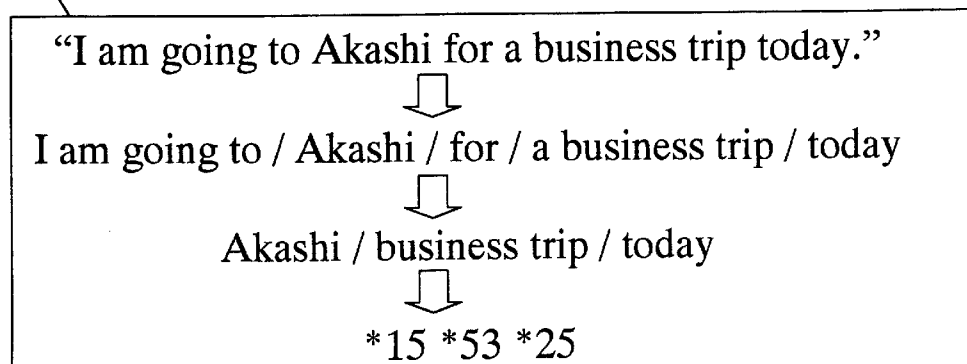 “I am going to Akashi for a business trip today.”
I am going to / Akashi / for / a business trip / today
Akashi / business trip / today
*15 *53 *25